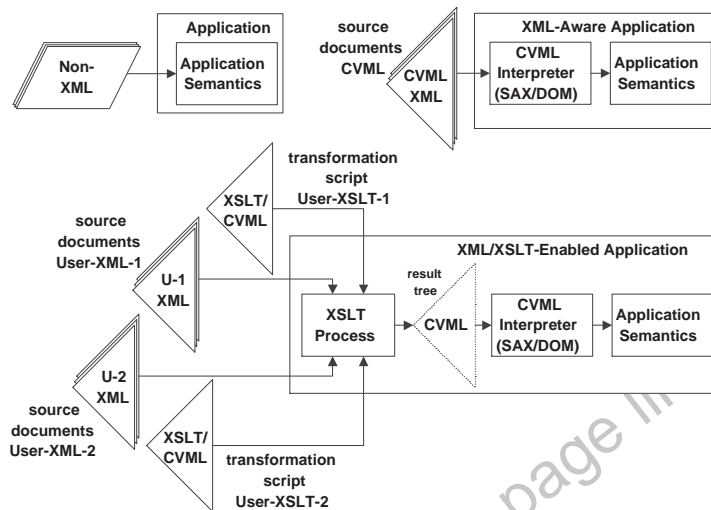 Application
Non-
XML
Application
Semantics
source
documents
CVML
CVML
XML
XML-Aware Application
CVML
Interpreter
(SAX/DOM)
Application
Semantics
transformation
script
User-XSLT-1
XSLT/
CVML
source
documents
User-XML-1
U-1
XML
XML/XSLT-Enabled Application
result
tree
XSLT
Process
CVML
CVML
Interpreter
(SAX/DOM)
Application
Semantics
U-2
XML
source
documents
User-XML-2
XSLT/
CVML
transformation
script
User-XSLT-2
page